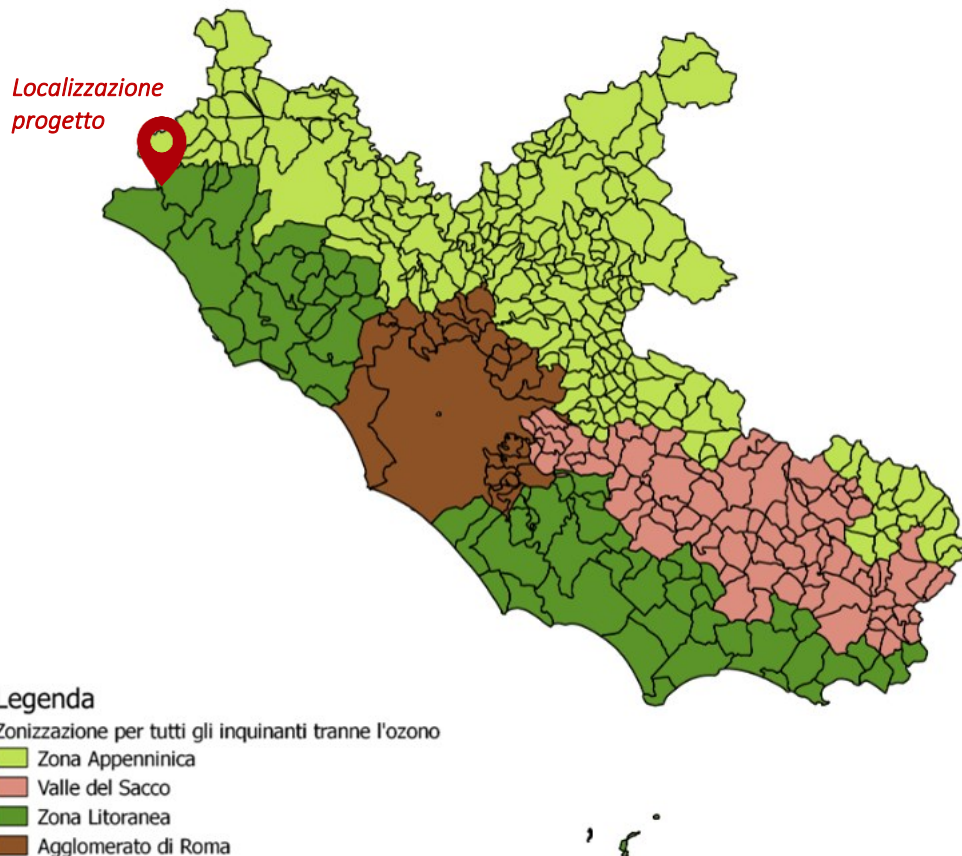 Localizzazione
progetto
Legenda
Zonizzazione per tutti gli inquinanti tranne l'ozono
Zona Appenninica
Valle del Sacco
Zona Litoranea
Agglomerato di Roma